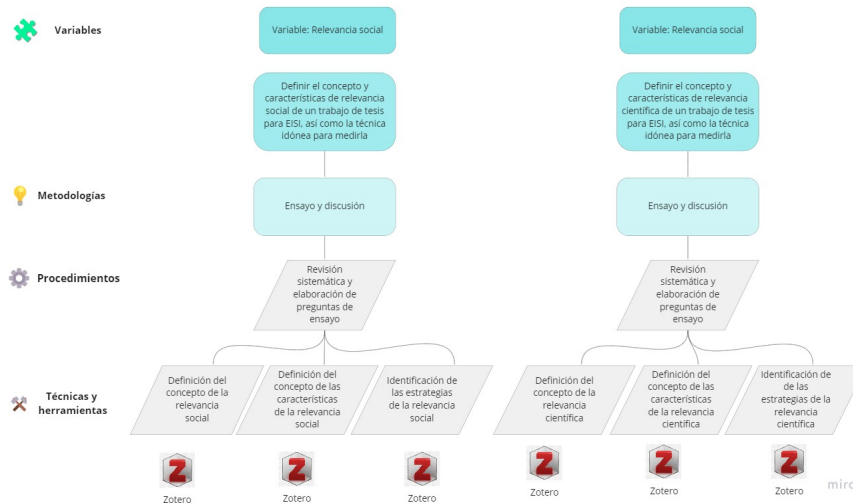 Variables
Variable: Relevancia social
Variable: Relevancia social
Definir el concepto y
características de relevancia
social de un trabajo de tesis
para EISI, así como la técnica
idónea para medirla
Definir el concepto y
características de relevancia
científica de un trabajo de tesis
para EISI, así como la técnica
idónea para medirla
Metodologías
Ensayo y discusión
Ensayo y discusión
Procedimientos
Revisión
sistemática y
elaboración de
preguntas de
ensayo
Revisión
sistemática y
elaboración de
preguntas de
ensayo
Técnicas y
herramientas
Definición del
concepto de la
relevancia
social
Definición del
concepto de las
características
de la relevancia
social
Identificación de
las estrategias
de la relevancia
social
Definición del
concepto de la
relevancia
científica
Definición del
concepto de las
características
de la relevancia
científica
Identificación de
de las
estrategias de la
relevancia
científica
Z
Zotero
Z
Zotero
Z
Zotero
Z
Zotero
Z
Zotero
Z
Zotero
miro